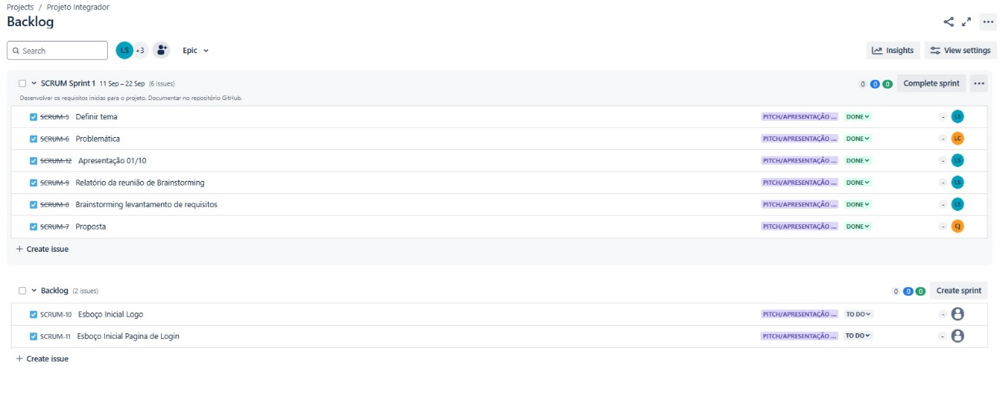 Projects / Projeto Integrador
Backlog
Search
LS +3
Epic
Insights
View settings
SCRUM Sprint 1 11 Sep – 22 Sep (6 issues)
0 0 0
Complete sprint
Desenvolver os requisitos inicias para o projeto. Documentar no repositório GitHub.
SCRUM-5 Definir tema PITCH/APRESENTAÇÃO ... DONE - LS
SCRUM-6 Problemática PITCH/APRESENTAÇÃO ... DONE - LC
SCRUM-12 Apresentação 01/10 PITCH/APRESENTAÇÃO ... DONE - LS
SCRUM-9 Relatório da reunião de Brainstorming PITCH/APRESENTAÇÃO ... DONE - LS
SCRUM-8 Brainstorming levantamento de requisitos PITCH/APRESENTAÇÃO ... DONE - LS
SCRUM-7 Proposta PITCH/APRESENTAÇÃO ... DONE - CJ
+ Create issue
Backlog (2 issues)
0 0 0
Create sprint
SCRUM-10 Esboço Inicial Logo PITCH/APRESENTAÇÃO ... TO DO -
SCRUM-11 Esboço Inicial Pagina de Login PITCH/APRESENTAÇÃO ... TO DO -
+ Create issue